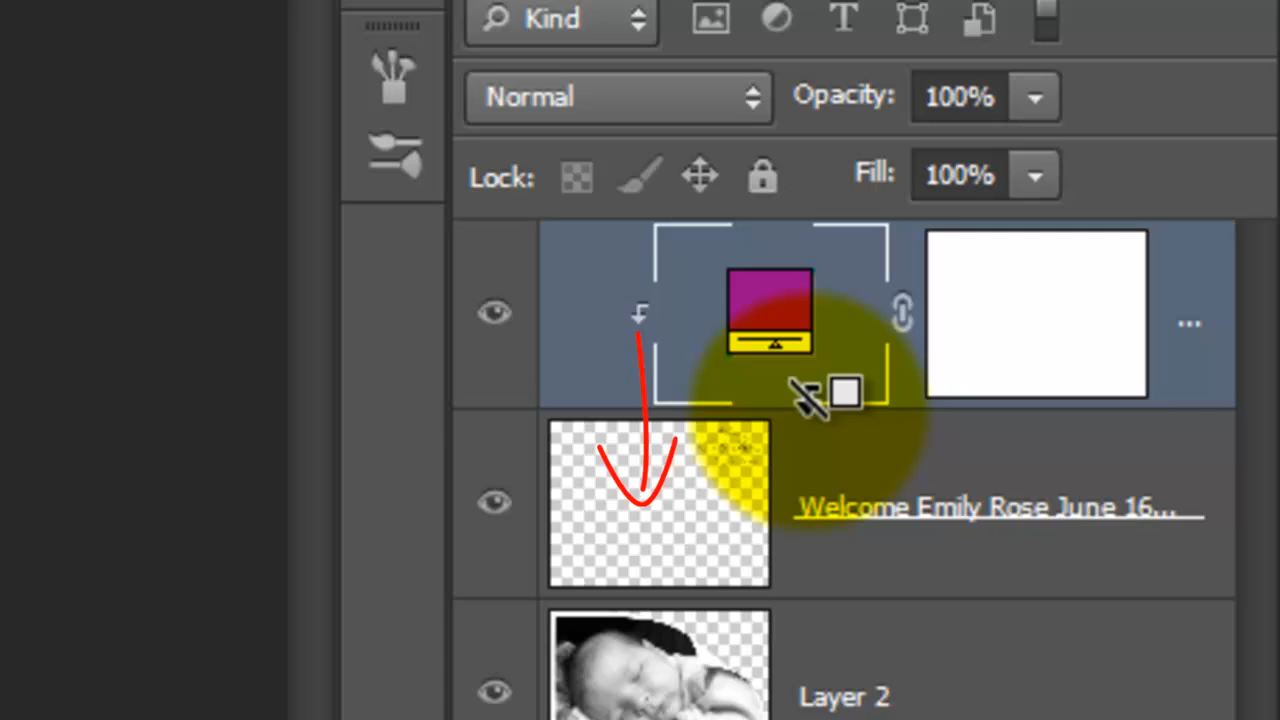 Kind
Normal
Opacity: 100%
Lock:
Fill: 100%
...
Welcome Emily Rose June 16...
Layer 2